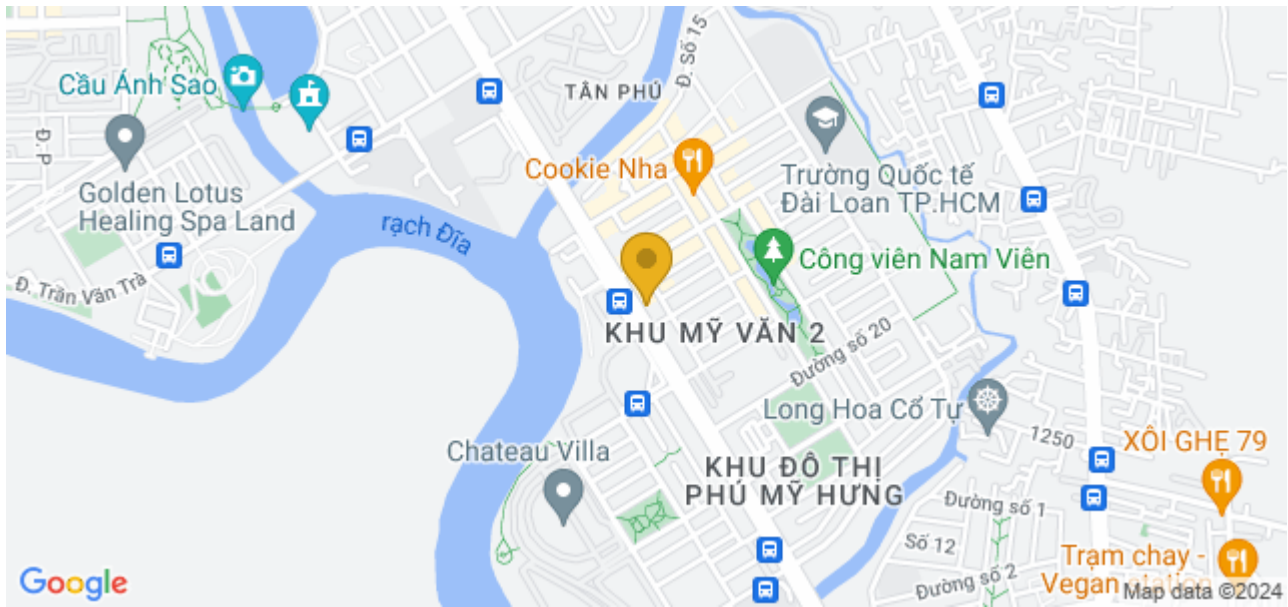 Cầu Ánh Sao
TÂN PHÚ
Đ. Số 15
Đ. P
Golden Lotus
Healing Spa Land
Cookie Nha
Trường Quốc tế
Đài Loan TP.HCM
rạch Đĩa
Công viên Nam Viên
Đ. Trần Văn Trà
KHU MỸ VĂN 2
Đường số 20
Long Hoa Cổ Tự
1250
XÔI GHẸ 79
Chateau Villa
KHU ĐÔ THỊ
PHÚ MỸ HƯNG
Đường số 1
Số 12
Đường số 2
Trạm chay -
Vegan station
Google
Map data ©2024